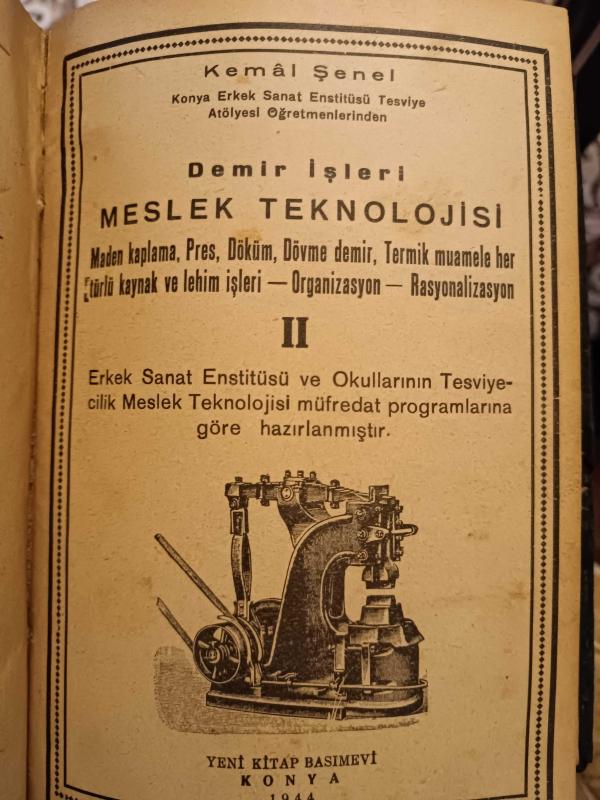 Kemâl Şenel
Konya Erkek Sanat Enstitüsü Tesviye
Atölyesi Öğretmenlerinden
Demir İşleri
MESLEK TEKNOLOJİSİ
Maden kaplama, Pres, Döküm, Dövme demir, Termik muamele her
türlü kaynak ve lehim işleri — Organizasyon — Rasyonalizasyon
II
Erkek Sanat Enstitüsü ve Okullarının Tesviye-
cilik Meslek Teknolojisi müfredat programlarına
göre hazırlanmıştır.
YENİ KİTAP BASIMEVİ
KONYA
1944